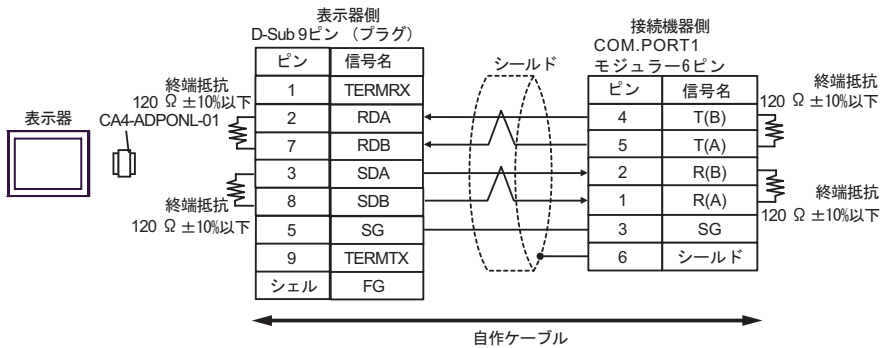 表示器側
D-Sub 9ピン （プラグ）
接続機器側
COM.PORT1
モジュラー6ピン
シールド
表示器
CA4-ADPONL-01
終端抵抗
120 Ω ±10%以下
終端抵抗
120 Ω ±10%以下
ピン 信号名
1 TERMRX
2 RDA
7 RDB
3 SDA
8 SDB
5 SG
9 TERMTX
シェル FG
ピン 信号名
4 T(B)
5 T(A)
2 R(B)
1 R(A)
3 SG
6 シールド
終端抵抗
120 Ω ±10%以下
終端抵抗
120 Ω ±10%以下
自作ケーブル